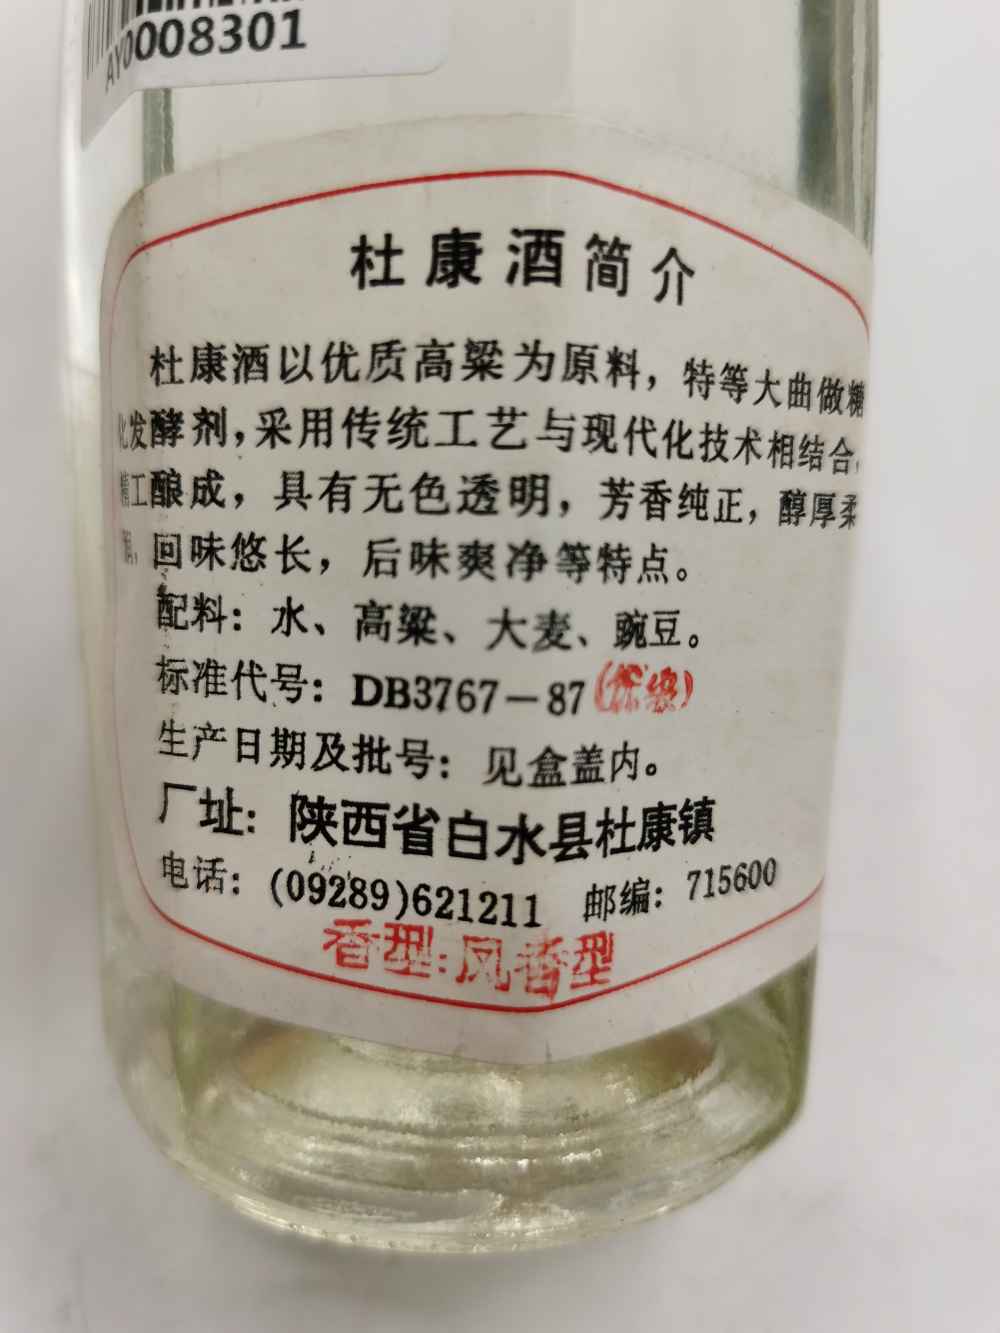 AY0008301
杜康酒简介
杜康酒以优质高粱为原料，特等大曲做糖
化发酵剂，采用传统工艺与现代化技术相结合，
精工酿成，具有无色透明，芳香纯正，醇厚柔
润，回味悠长，后味爽净等特点。
配料：水、高粱、大麦、豌豆。
标准代号：DB3767－87(优级)
生产日期及批号：见盒盖内。
厂址：陕西省白水县杜康镇
电话：(09289)621211 邮编：715600
香型：凤香型